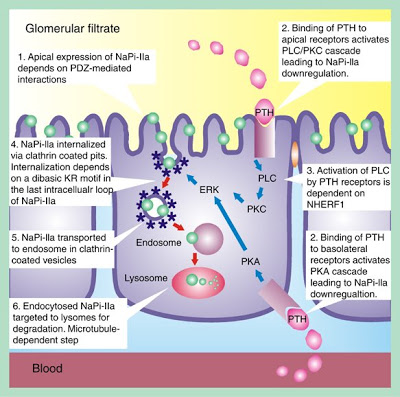 Glomerular filtrate
1. Apical expression of NaPi-IIa
depends on PDZ-mediated
interactions
2. Binding of PTH to
apical receptors activates
PLC/PKC cascade
leading to NaPi-IIa
downregulation.
PTH
4. NaPi-IIa internalized
via clathrin coated pits.
Internalization depends
on a dibasic KR motif in
the last intracellualr loop
of NaPi-IIa
PLC
ERK
PKC
3. Activation of PLC
by PTH receptors is
dependent on
NHERF1
5. NaPi-IIa transported
to endosome in clathrin-
coated vesicles
Endosome
PKA
2. Binding of PTH
to basolateral
receptors activates
PKA cascade
leading to NaPi-IIa
downregualtion.
Lysosome
6. Endocytosed NaPi-IIa
targeted to lysomes for
degradation. Microtubule-
dependent step
PTH
Blood